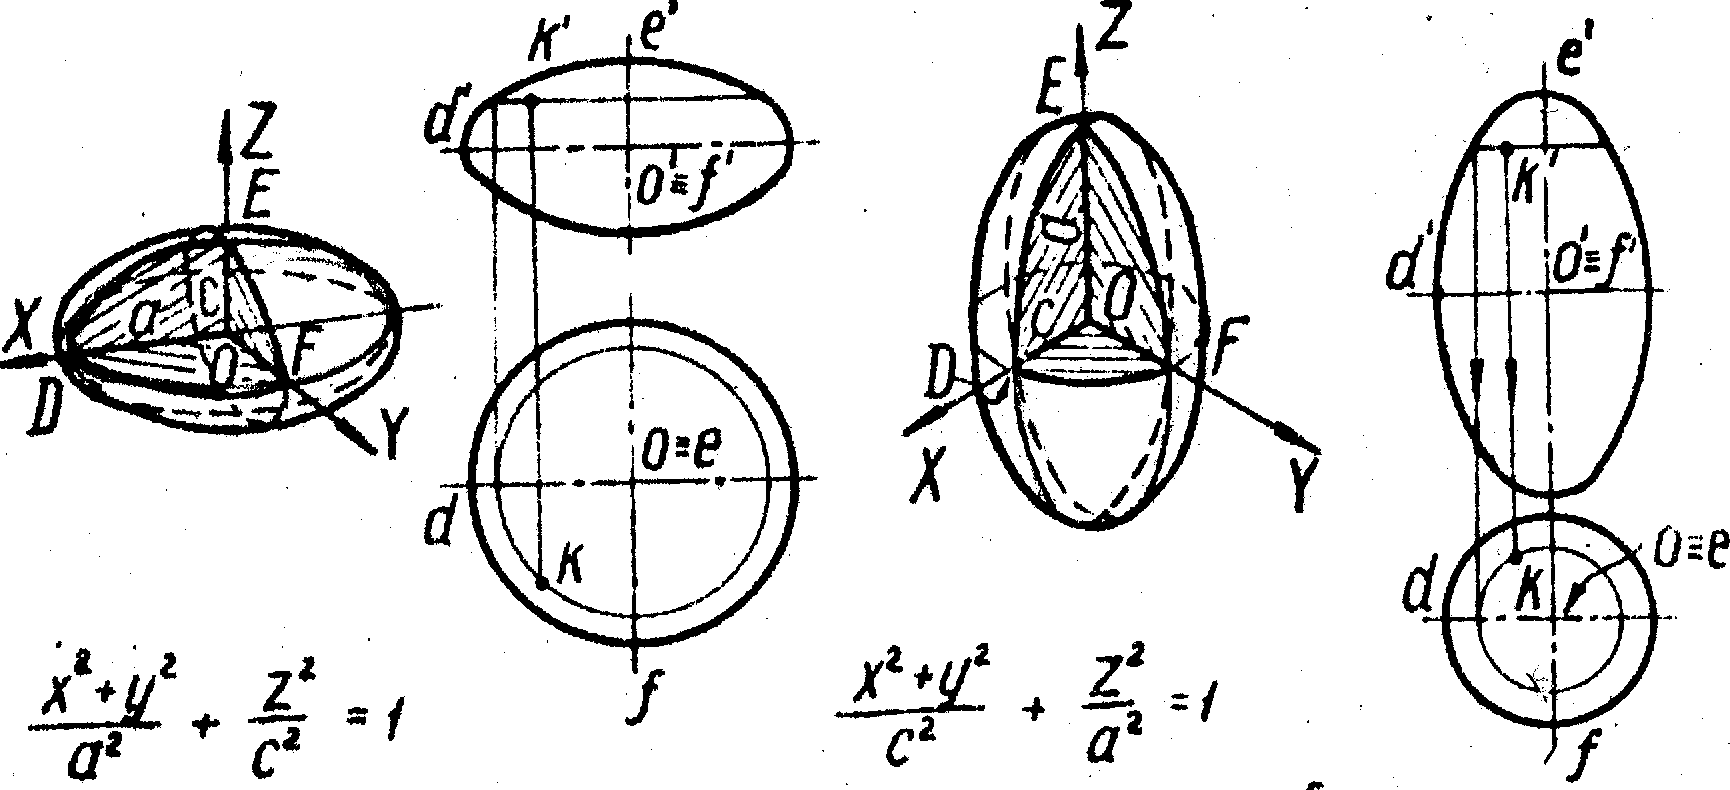 Z
E
X
a
c
O
F
D
Y
k'
e'
d'
o'≡f'
o≡e
d
k
f
x²+y²/a² + z²/c² = 1
Z
E
a
c
O
D
F
X
Y
e'
k'
d'
o'≡f'
o≡e
d
k
f
x²+y²/c² + z²/a² = 1